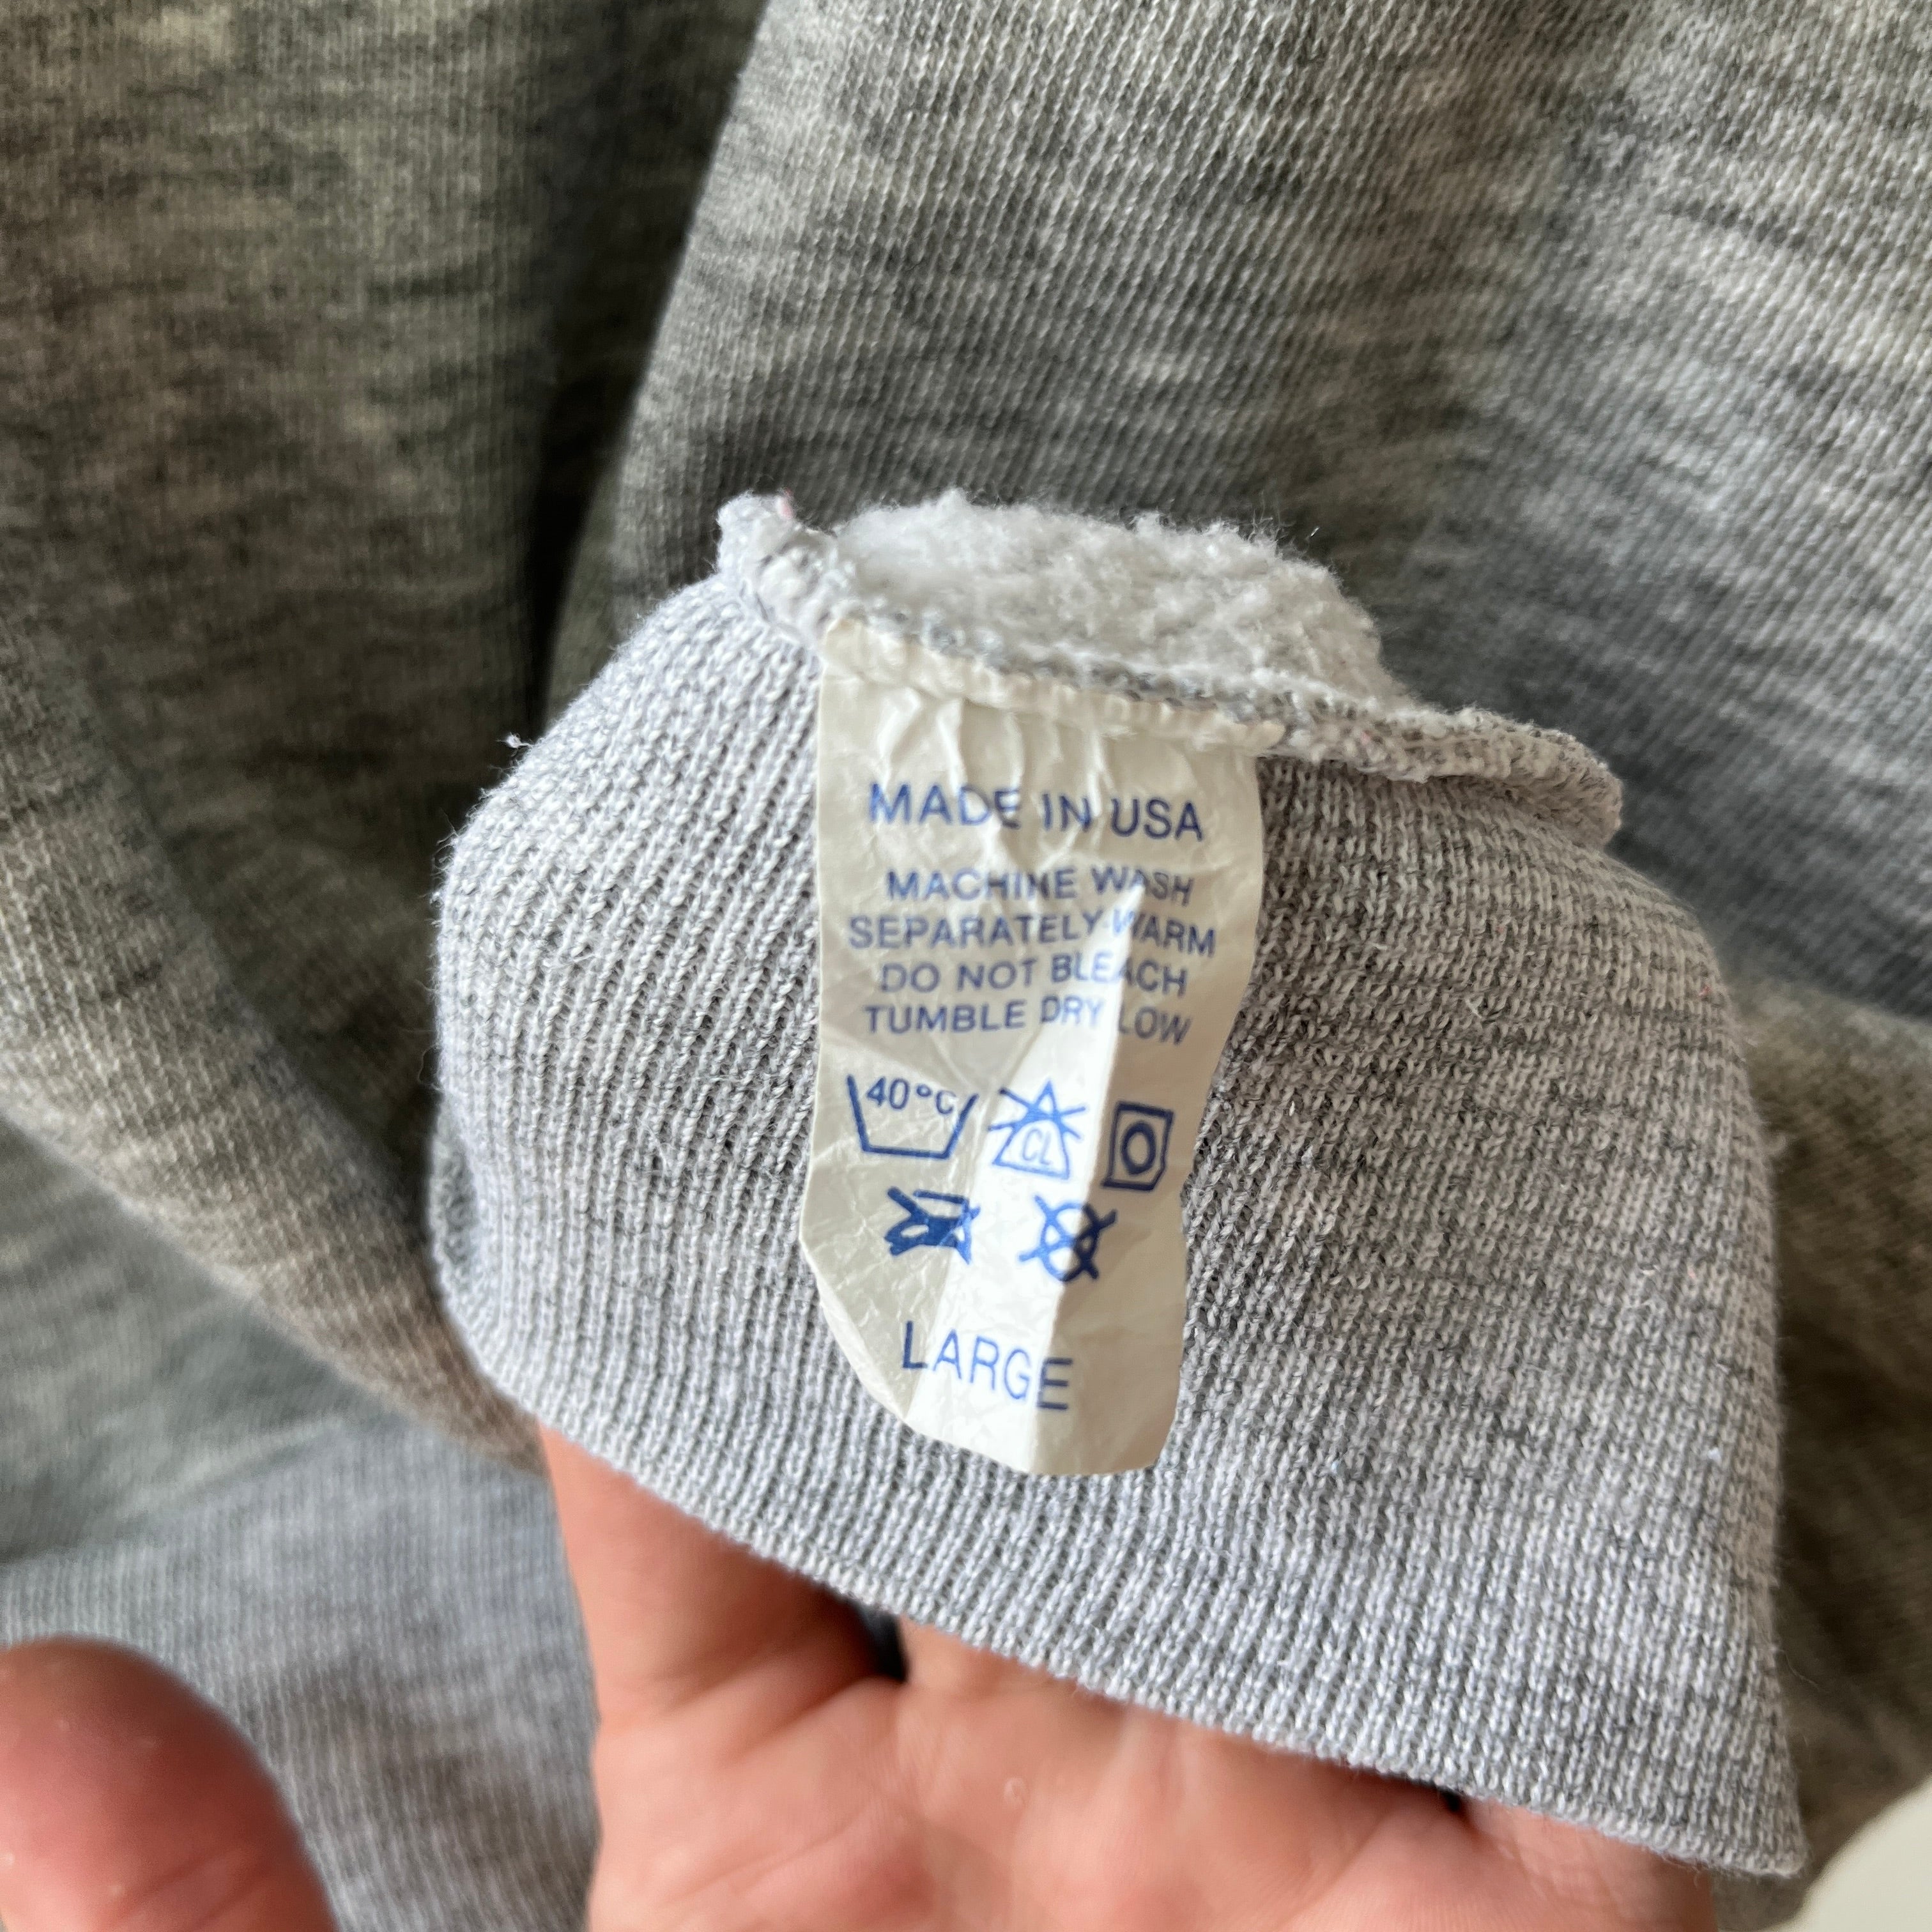 MADE IN USA
MACHINE WASH
SEPARATELY-WARM
DO NOT BLEACH
TUMBLE DRY LOW
40°C CL
LARGE